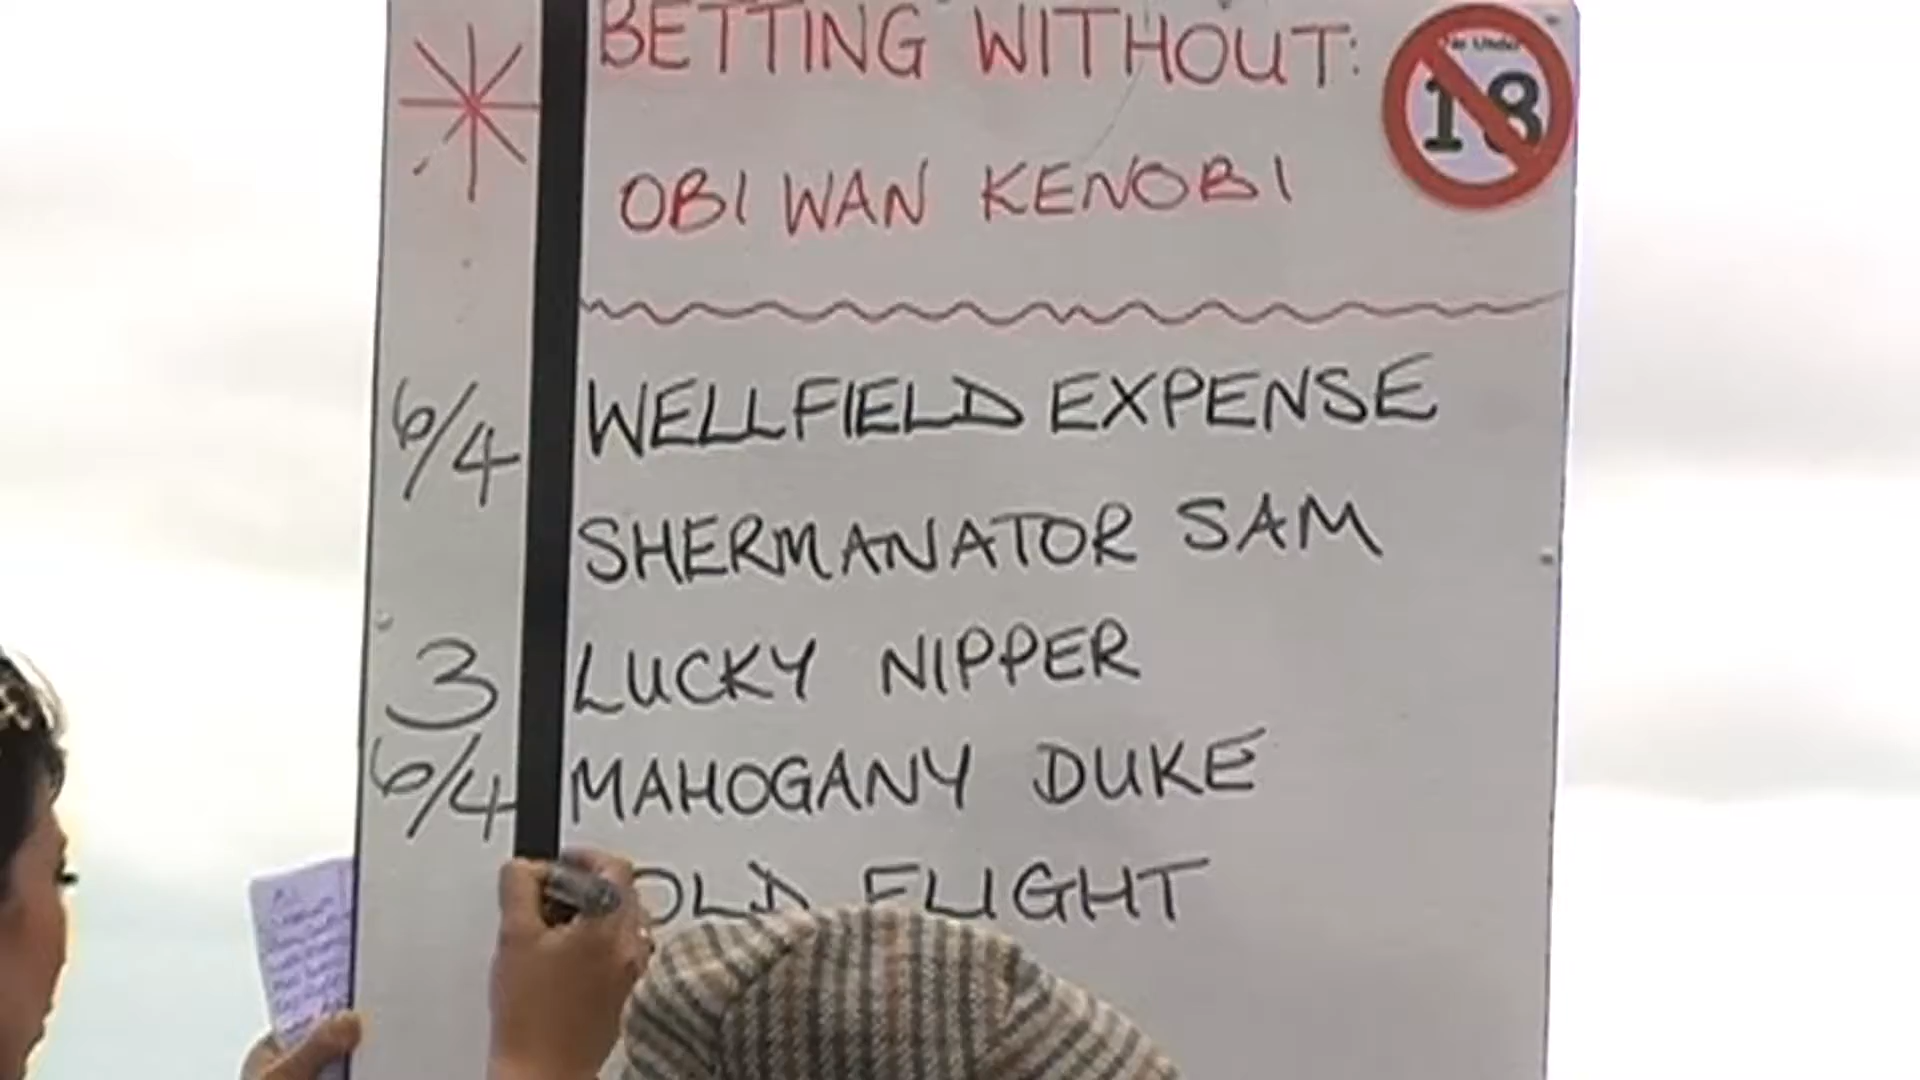 BETTING WITHOUT:
18
OBI WAN KENOBI
6/4 WELLFIELD EXPENSE
SHERMANATOR SAM
3 LUCKY NIPPER
6/4 MAHOGANY DUKE
FLIGHT